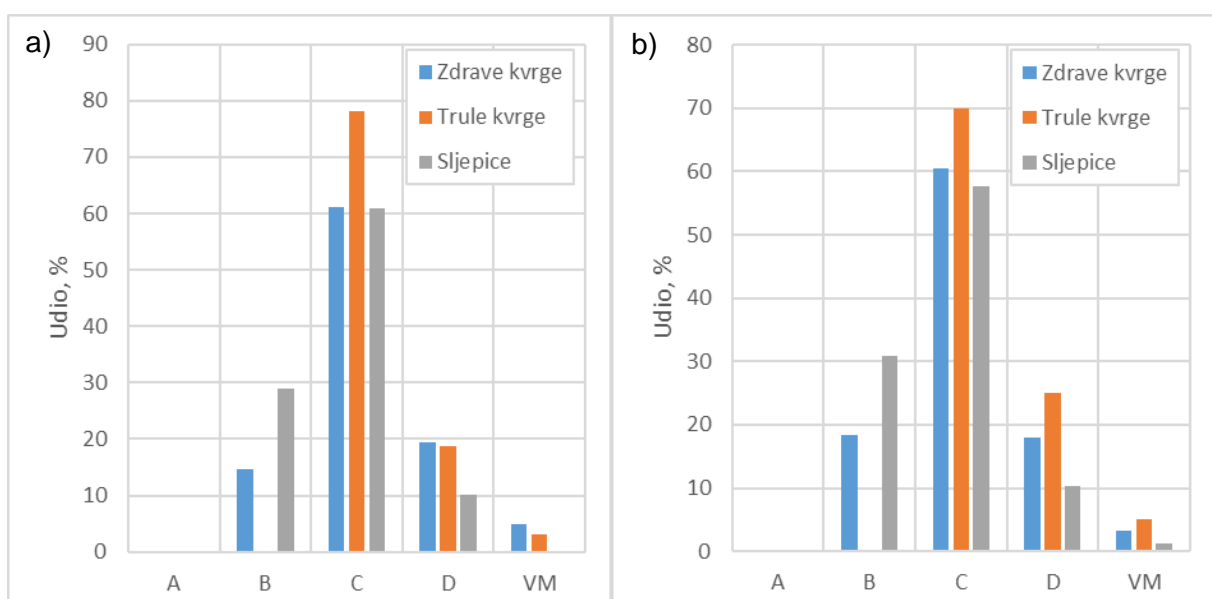 a)
90
80
70
60
50
40
30
20
10
0
Udio, %
Zdrave kvrge
Trule kvrge
Sljepice
A B C D VM
b)
80
70
60
50
40
30
20
10
0
Udio, %
Zdrave kvrge
Trule kvrge
Sljepice
A B C D VM